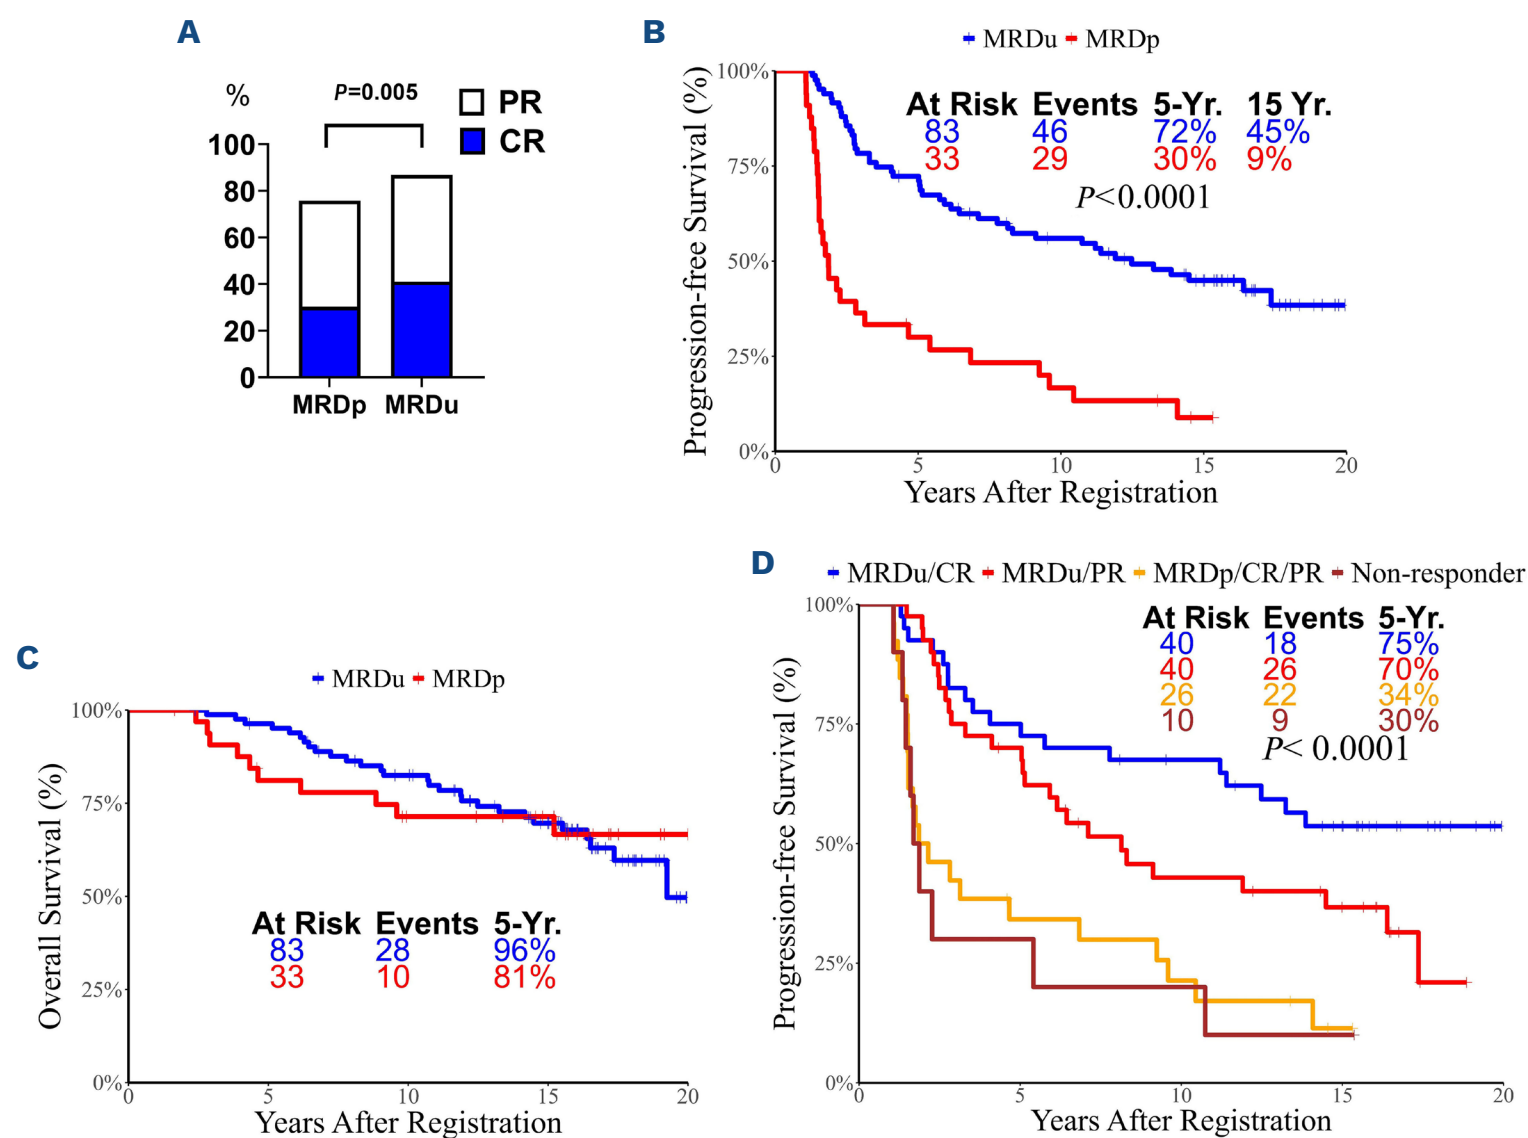 A
%
P=0.005
PR
CR
100
80
60
40
20
0
MRDp MRDu
B
MRDu MRDp
Progression-free Survival (%)
100%
75%
50%
25%
0%
At Risk Events 5-Yr. 15 Yr.
83 46 72% 45%
33 29 30% 9%
P<0.0001
0 5 10 15 20
Years After Registration
C
MRDu MRDp
Overall Survival (%)
100%
75%
50%
25%
0%
At Risk Events 5-Yr.
83 28 96%
33 10 81%
0 5 10 15 20
Years After Registration
D
MRDu/CR MRDu/PR MRDp/CR/PR Non-responder
Progression-free Survival (%)
100%
75%
50%
25%
0%
At Risk Events 5-Yr.
40 18 75%
40 26 70%
26 22 34%
10 9 30%
P< 0.0001
0 5 10 15 20
Years After Registration